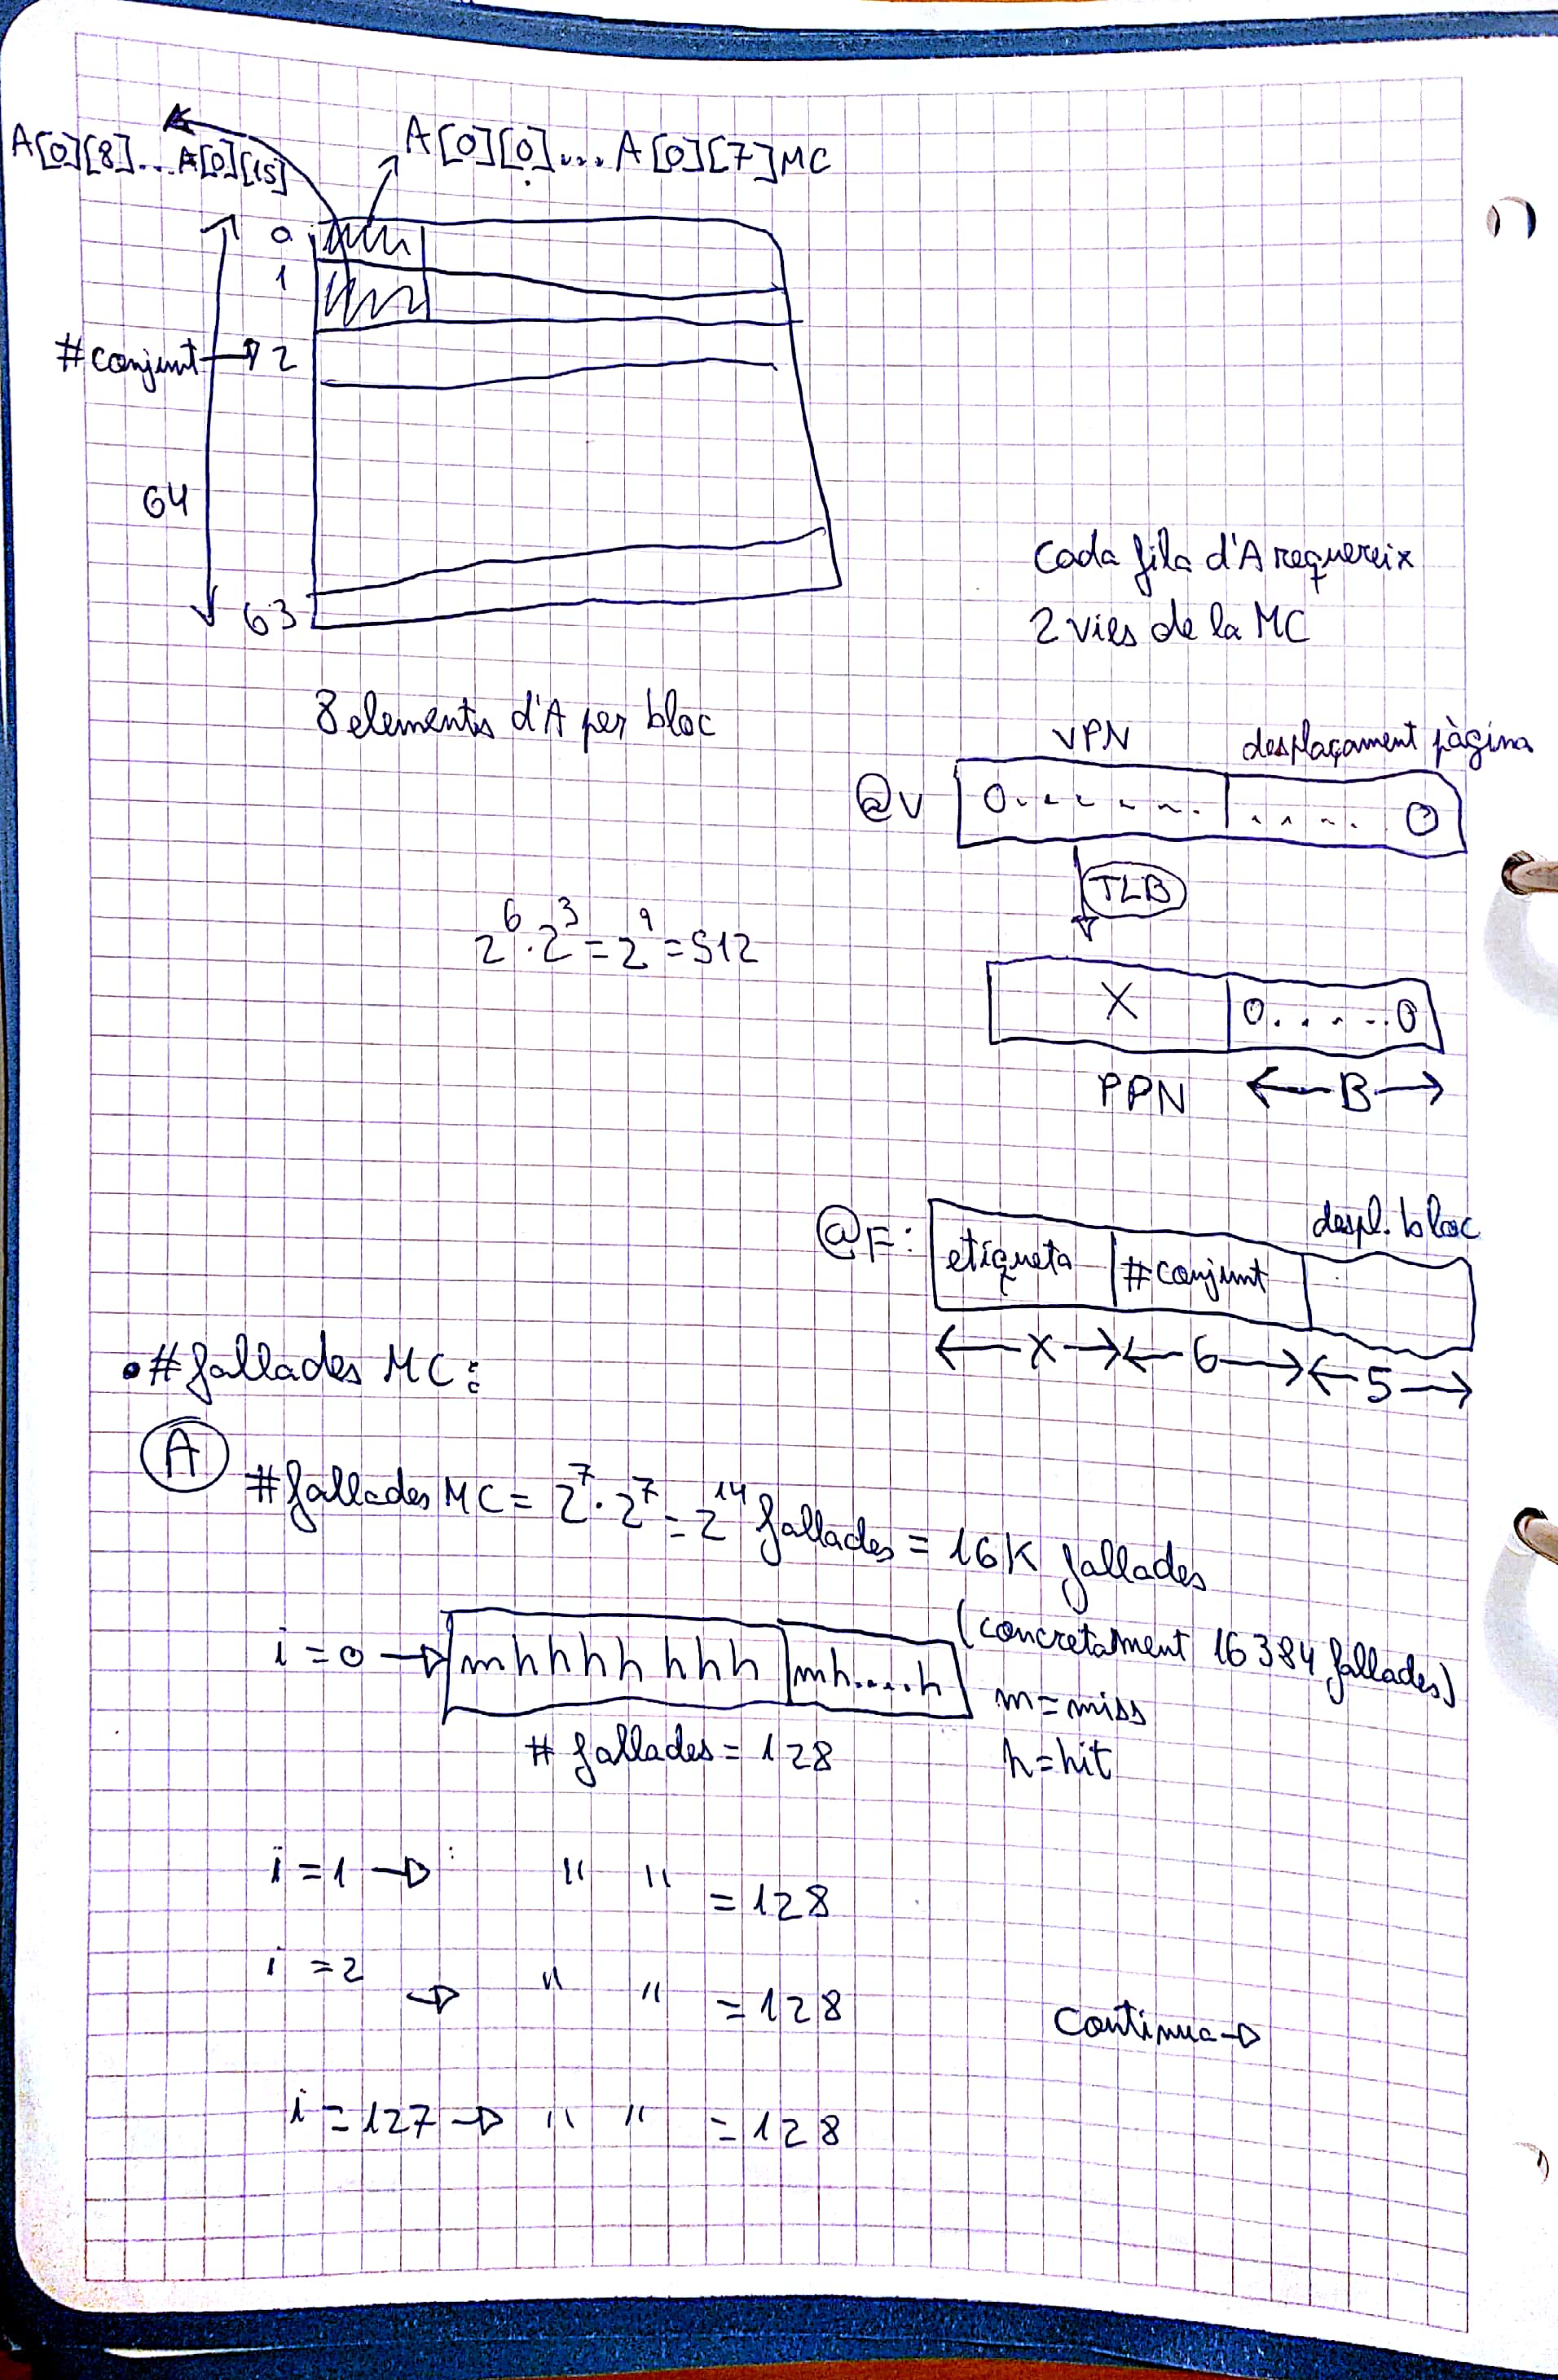 A[0][8]...A[0][15]
A[0][0]...A[0][7] MC
0
1
#conjunt → 2
64
63
Cada fila d'A requereix
2 vies de la MC
8 elements d'A per bloc
VPN desplaçament pàgina
@V 0....... .....0
TLB
2^6 · 2^3 = 2^9 = 512
X 0.....0
PPN ← B →
@F: etiqueta #conjunt despl. bloc
← X → ← 6 → ← 5 →
• # fallades MC:
A # fallades MC = 2^7 · 2^7 = 2^14 fallades = 16K fallades
(concretament 16384 fallades)
i = 0 → m h h h h h h h m h.....h
m = miss
# fallades = 128
h = hit
i = 1 → " " = 128
i = 2 → " " = 128
Continua →
i = 127 → " " = 128